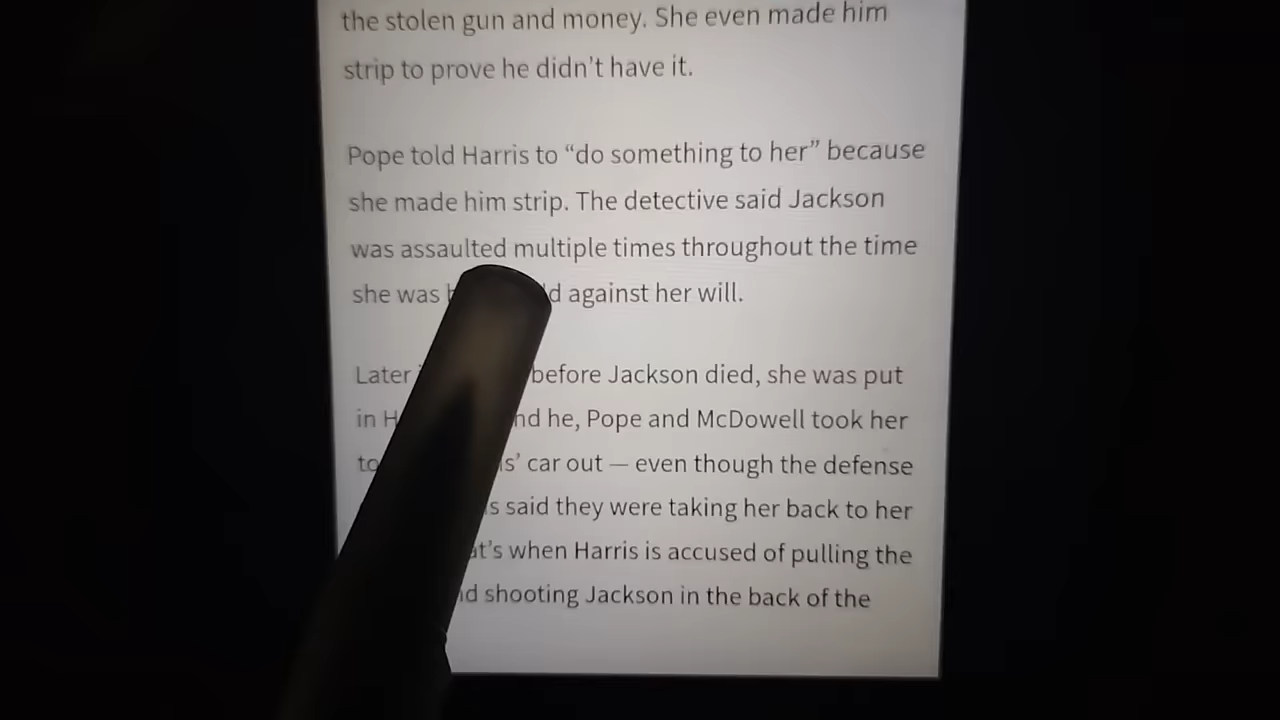 the stolen gun and money. She even made him
strip to prove he didn't have it.
Pope told Harris to “do something to her” because
she made him strip. The detective said Jackson
was assaulted multiple times throughout the time
she was against her will.
Later before Jackson died, she was put
in he, Pope and McDowell took her
to car out — even though the defense
said they were taking her back to her
when Harris is accused of pulling the
shooting Jackson in the back of the